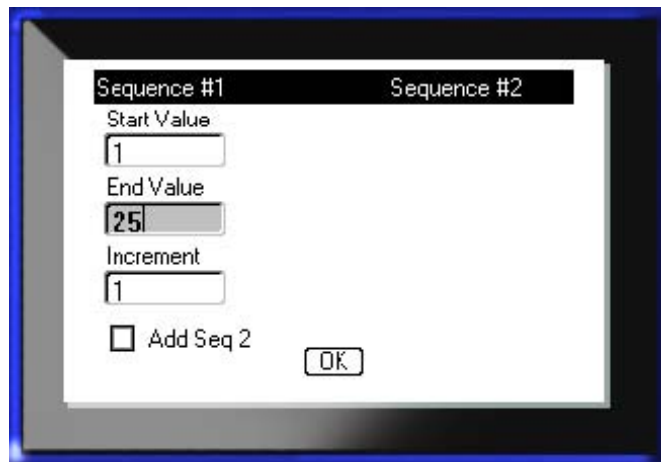 Sequence #1 Sequence #2
Start Value
1
End Value
25
Increment
1
Add Seq 2
OK